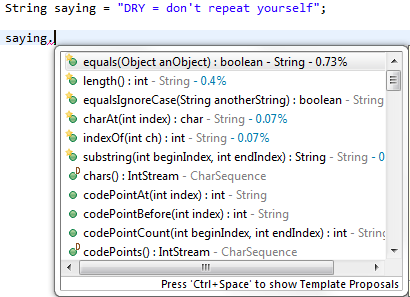 String saying = "DRY = don't repeat yourself";
saying.
equals(Object anObject) : boolean - String - 0.73%
length() : int - String - 0.4%
equalsIgnoreCase(String anotherString) : boolean - String
charAt(int index) : char - String - 0.07%
indexOf(int ch) : int - String - 0.07%
substring(int beginIndex, int endIndex) : String - String - 0
chars() : IntStream - CharSequence
codePointAt(int index) : int - String
codePointBefore(int index) : int - String
codePointCount(int beginIndex, int endIndex) : int - String
codePoints() : IntStream - CharSequence
Press 'Ctrl+Space' to show Template Proposals